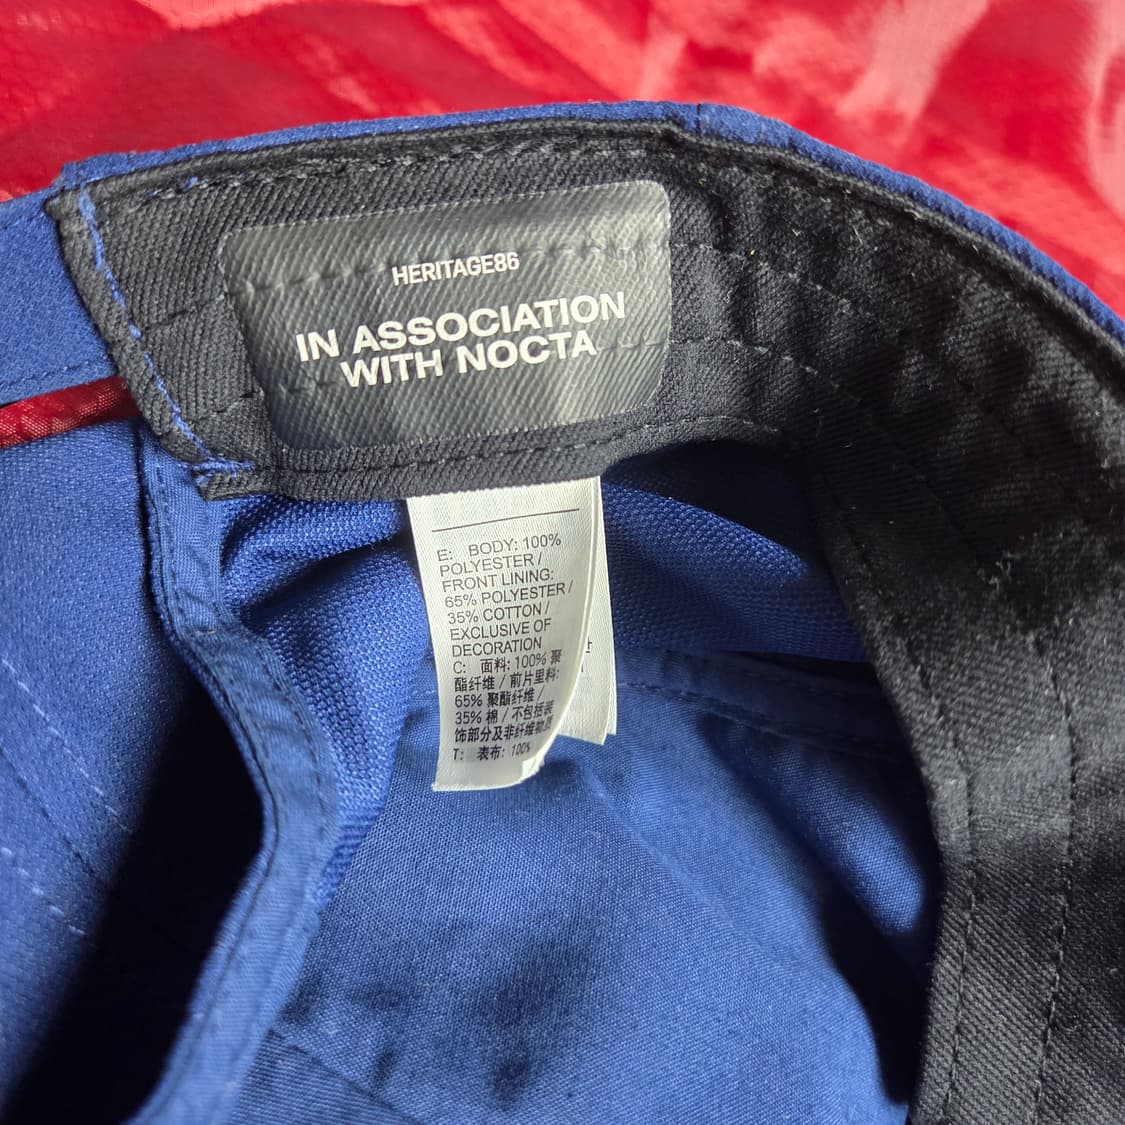 HERITAGE86
IN ASSOCIATION
WITH NOCTA
E: BODY: 100%
POLYESTER /
FRONT LINING:
65% POLYESTER /
35% COTTON /
EXCLUSIVE OF
DECORATION
C: 面料: 100% 聚
酯纤维 / 前片里料:
65% 聚酯纤维 /
35% 棉 / 不包括装
饰部分及非纤维物质
T: 表布: 100%